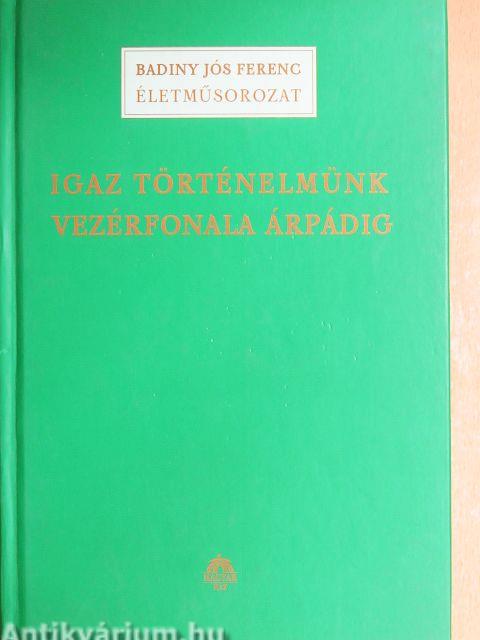 BADINY JÓS FERENC
ÉLETMŰSOROZAT
IGAZ TÖRTÉNELMÜNK
VEZÉRFONALA ÁRPÁDIG
Antikvárium.hu